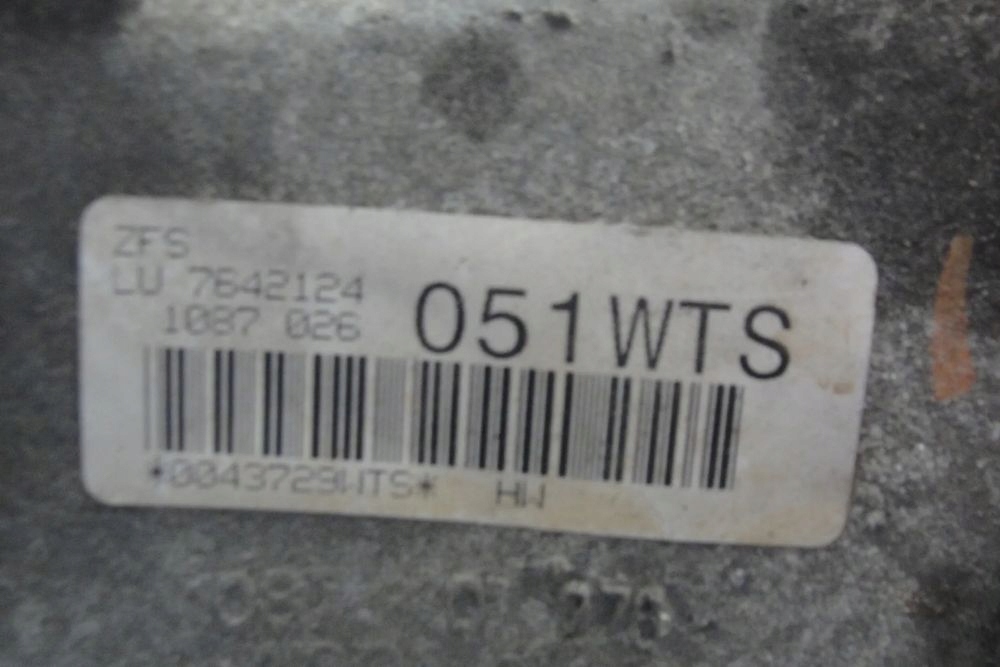 ZFS
LU 7642124
1087 026
051WTS
*0043729WTS* HW